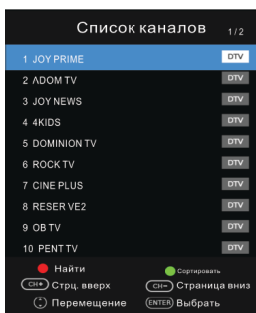 Список каналов 1/2
1 JOY PRIME DTV
2 ADOM TV DTV
3 JOY NEWS DTV
4 4KIDS DTV
5 DOMINION TV DTV
6 ROCK TV DTV
7 CINE PLUS DTV
8 RESER VE2 DTV
9 OB TV DTV
10 PENT TV DTV
Найти Сортировать
CH+ Стрц. вверх CH− Страница вниз
Перемещение ENTER Выбрать